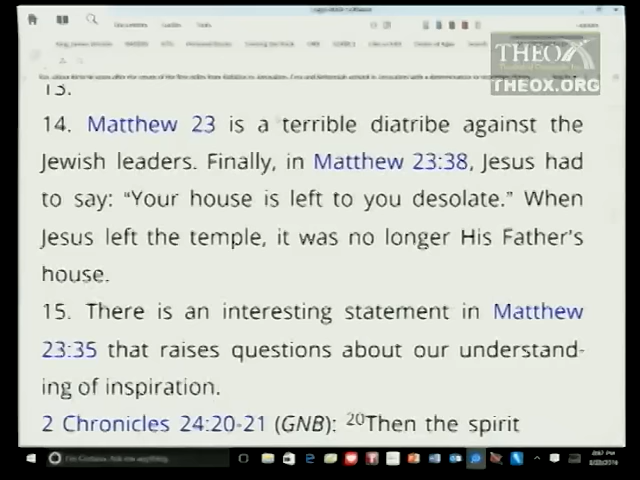 THEOX
THEOX.ORG
13.
14. Matthew 23 is a terrible diatribe against the
Jewish leaders. Finally, in Matthew 23:38, Jesus had
to say: “Your house is left to you desolate.” When
Jesus left the temple, it was no longer His Father’s
house.
15. There is an interesting statement in Matthew
23:35 that raises questions about our understand-
ing of inspiration.
2 Chronicles 24:20-21 (GNB): 20Then the spirit